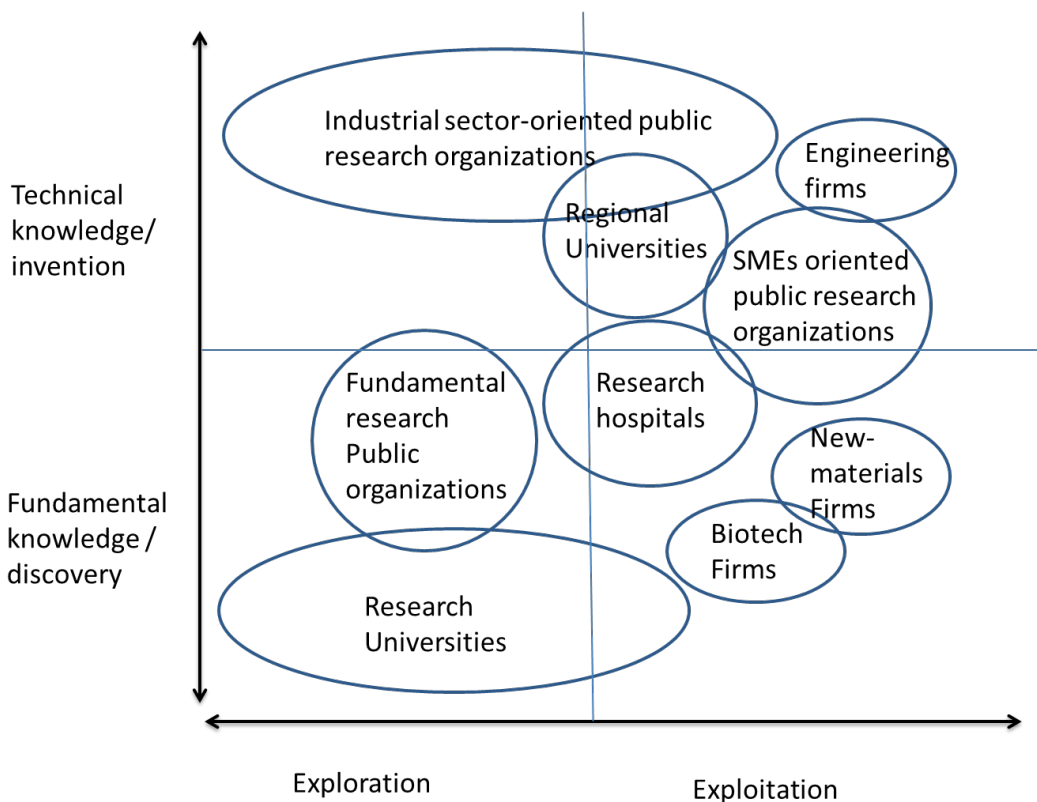 Industrial sector-oriented public
research organizations
Engineering
firms
Technical
knowledge/
invention
Regional
Universities
SMEs oriented
public research
organizations
Fundamental
research
Public
organizations
Research
hospitals
New-
materials
Firms
Fundamental
knowledge /
discovery
Biotech
Firms
Research
Universities
Exploration
Exploitation